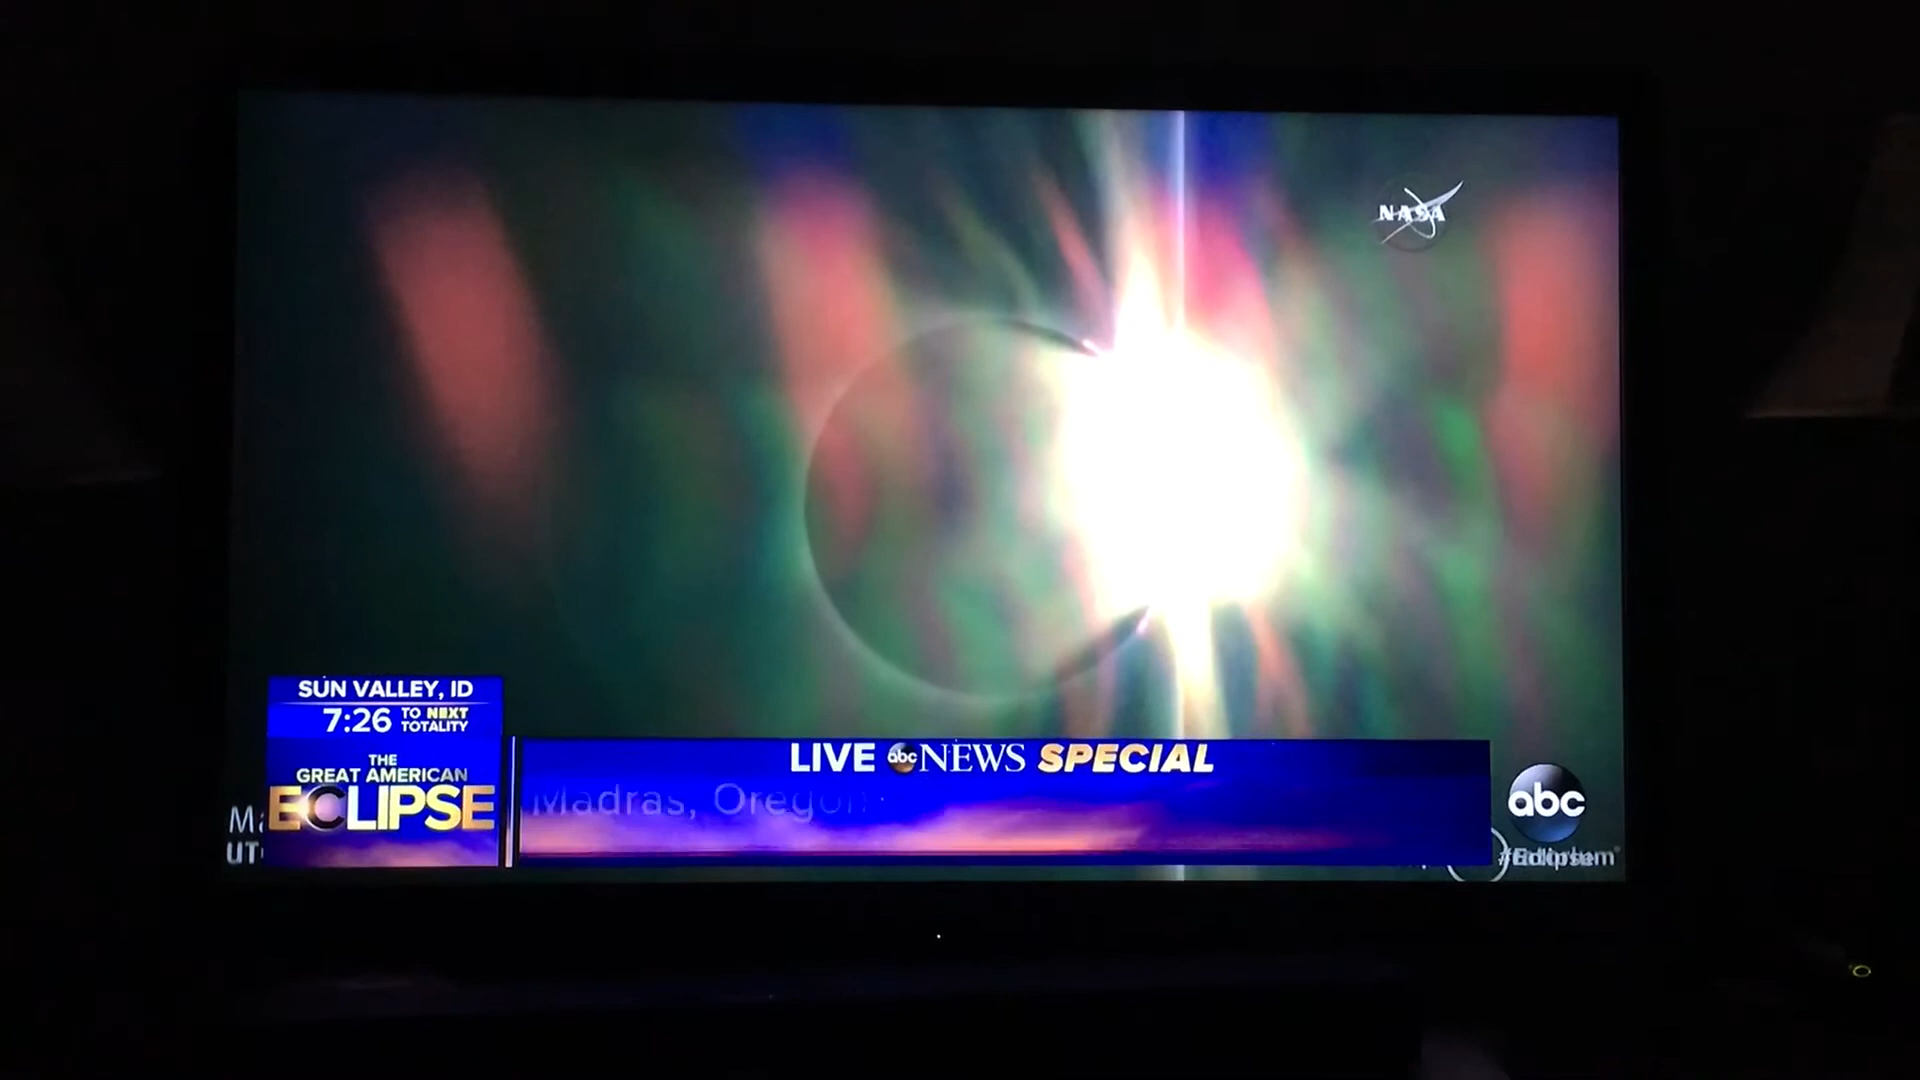 NASA
SUN VALLEY, ID
7:26 TO NEXT TOTALITY
THE
GREAT AMERICAN
ECLIPSE
LIVE abc NEWS SPECIAL
Madras, Oregon
abc